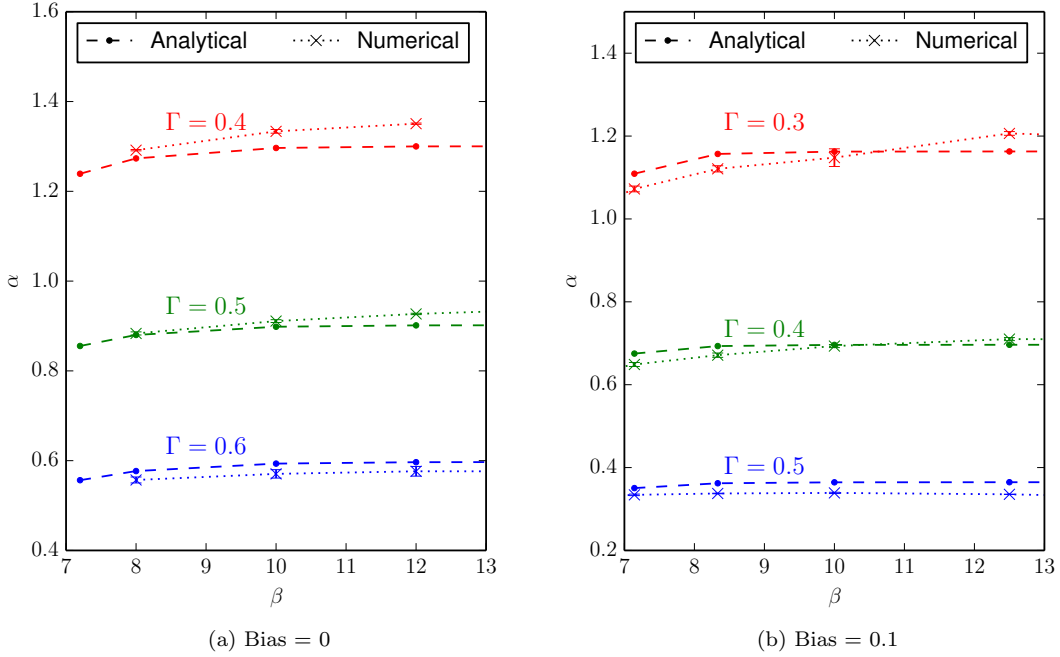 Analytical Numerical
1.6
1.4
1.2
1.0
0.8
0.6
0.4
α
Γ = 0.4
Γ = 0.5
Γ = 0.6
7 8 9 10 11 12 13
β
(a) Bias = 0
Analytical Numerical
1.4
1.2
1.0
0.8
0.6
0.4
0.2
α
Γ = 0.3
Γ = 0.4
Γ = 0.5
7 8 9 10 11 12 13
β
(b) Bias = 0.1